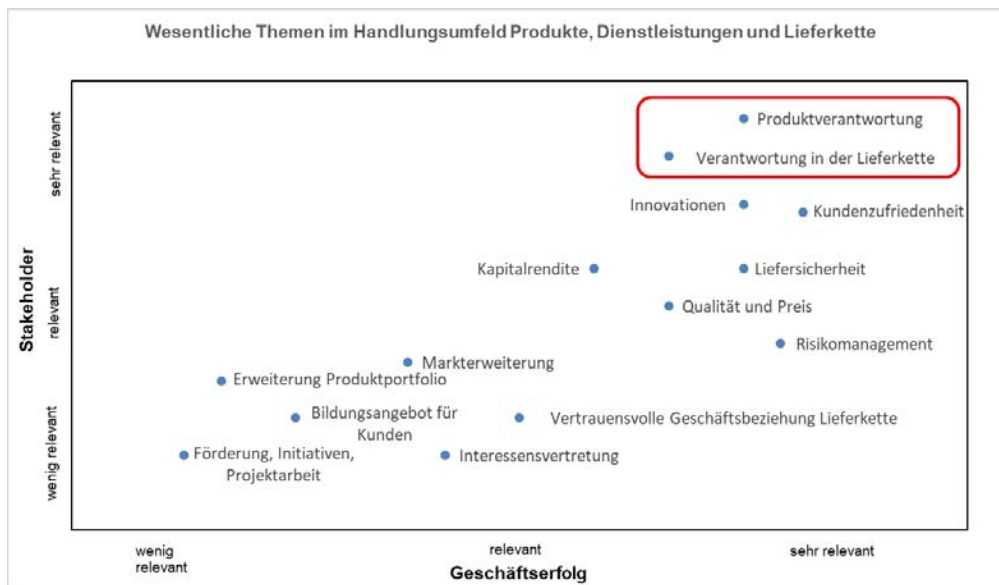 Wesentliche Themen im Handlungsumfeld Produkte, Dienstleistungen und Lieferkette
Stakeholder
sehr relevant
relevant
wenig relevant
Produktverantwortung
Verantwortung in der Lieferkette
Innovationen
Kundenzufriedenheit
Kapitalrendite
Liefersicherheit
Qualität und Preis
Risikomanagement
Markterweiterung
Erweiterung Produktportfolio
Bildungsangebot für
Kunden
Vertrauensvolle Geschäftsbeziehung Lieferkette
Förderung, Initiativen,
Projektarbeit
Interessensvertretung
wenig
relevant
relevant
sehr relevant
Geschäftserfolg